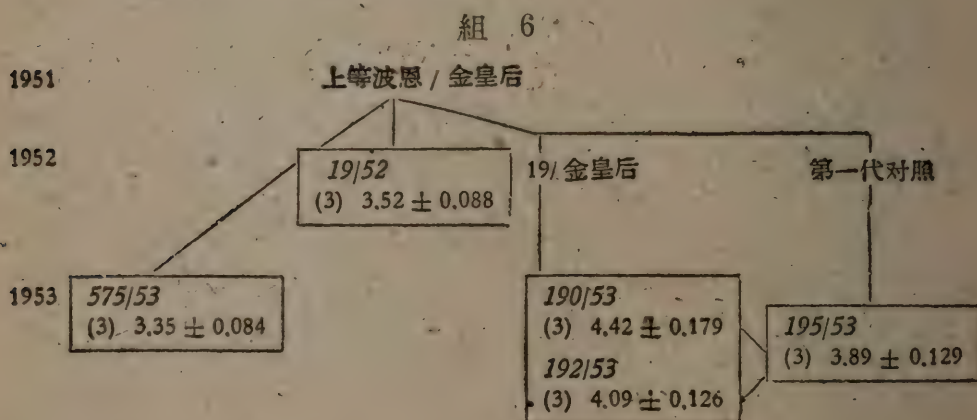 組 6
1951 上等波恩 / 金皇后
1952 19/52 19/ 金皇后 第一代对照
(3) 3.52 ± 0.088
1953 575/53 190/53
(3) 3.35 ± 0.084 (3) 4.42 ± 0.179 195/53
192/53 (3) 3.89 ± 0.129
(3) 4.09 ± 0.126